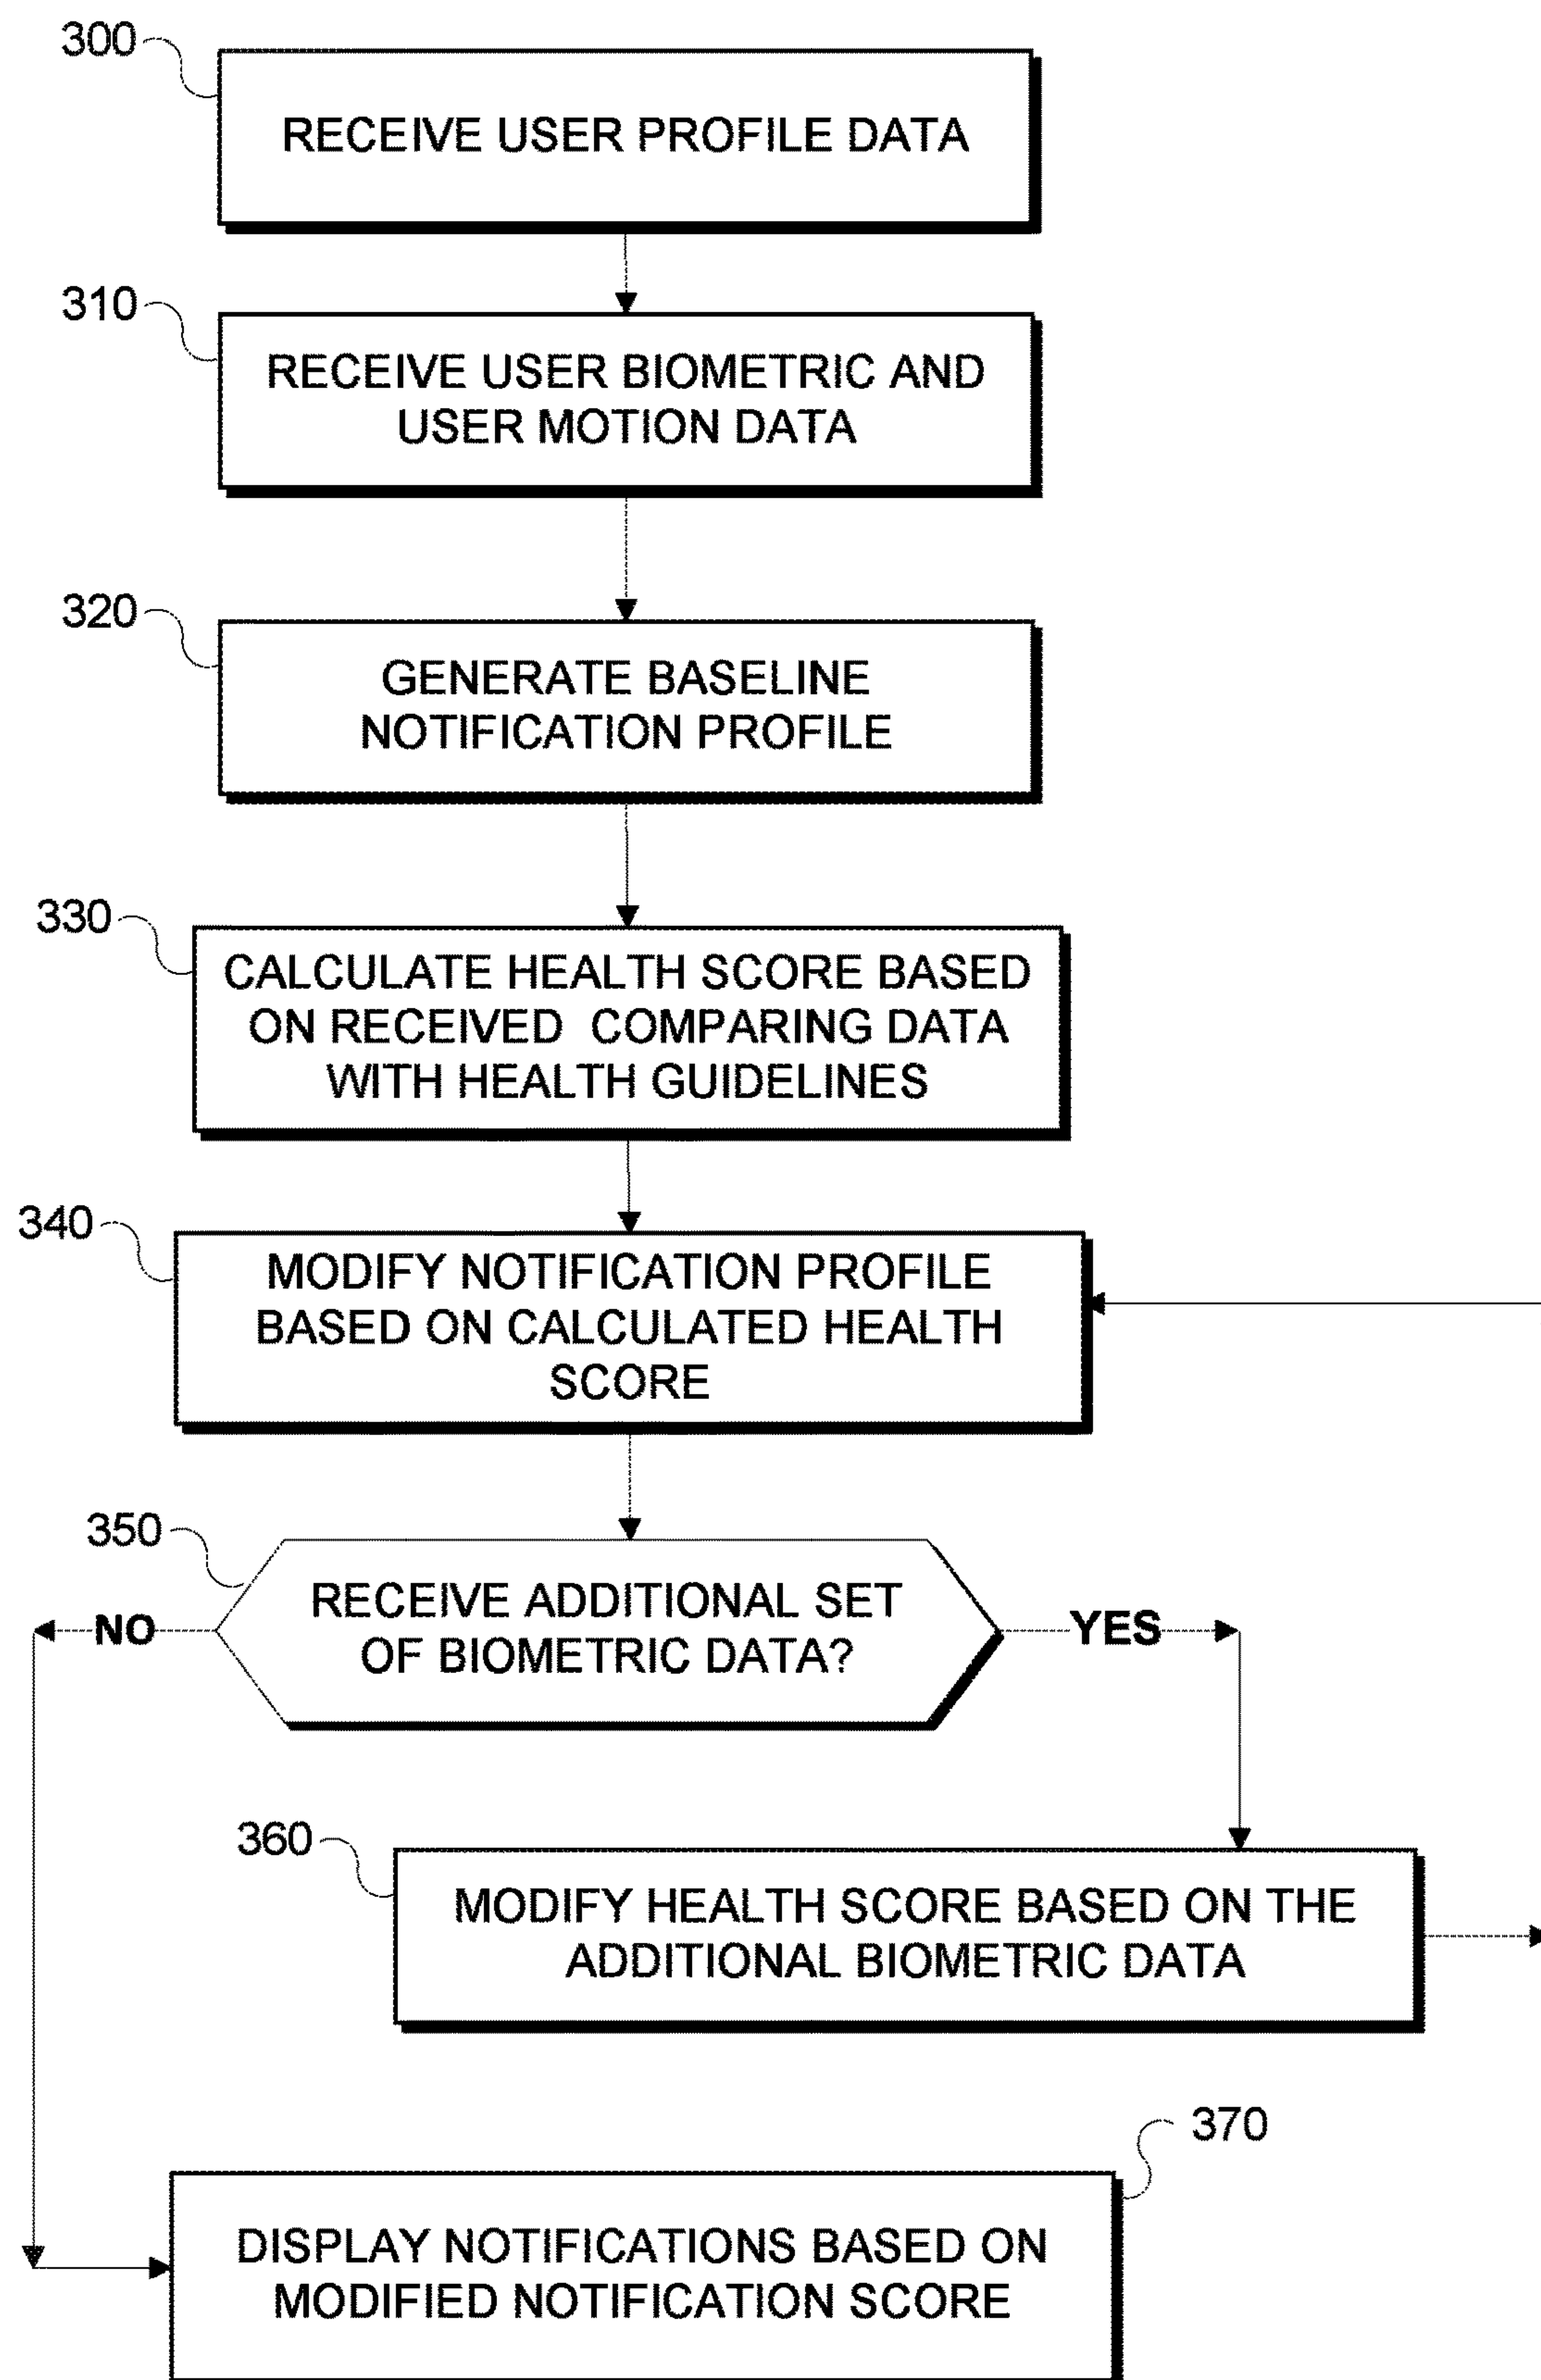 300
RECEIVE USER PROFILE DATA
310
RECEIVE USER BIOMETRIC AND
USER MOTION DATA
320
GENERATE BASELINE
NOTIFICATION PROFILE
330
CALCULATE HEALTH SCORE BASED
ON RECEIVED  COMPARING DATA
WITH HEALTH GUIDELINES
340
MODIFY NOTIFICATION PROFILE
BASED ON CALCULATED HEALTH
SCORE
350
RECEIVE ADDITIONAL SET
OF BIOMETRIC DATA?
NO
YES
360
MODIFY HEALTH SCORE BASED ON THE
ADDITIONAL BIOMETRIC DATA
370
DISPLAY NOTIFICATIONS BASED ON
MODIFIED NOTIFICATION SCORE